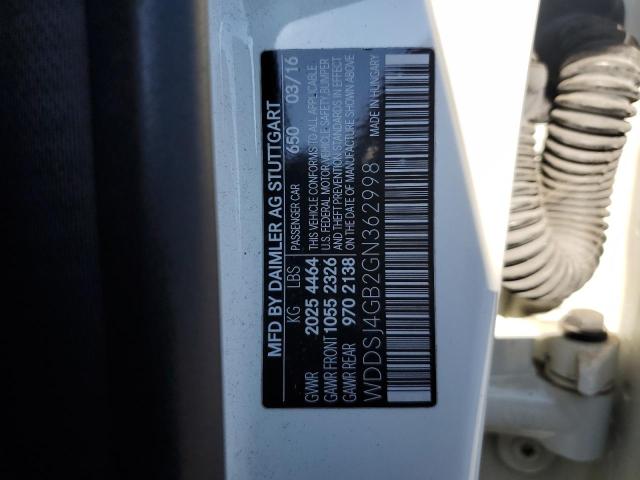 MFD BY DAIMLER AG STUTTGART
KG LBS PASSENGER CAR 650 03/16
GVWR 2025 4464 THIS VEHICLE CONFORMS TO ALL APPLICABLE
GAWR FRONT 1055 2326 U.S. FEDERAL MOTOR VEHICLE SAFETY, BUMPER
AND THEFT PREVENTION STANDARDS IN EFFECT
GAWR REAR 970 2138 ON THE DATE OF MANUFACTURE SHOWN ABOVE
WDDSJ4GB2GN362998 MADE IN HUNGARY